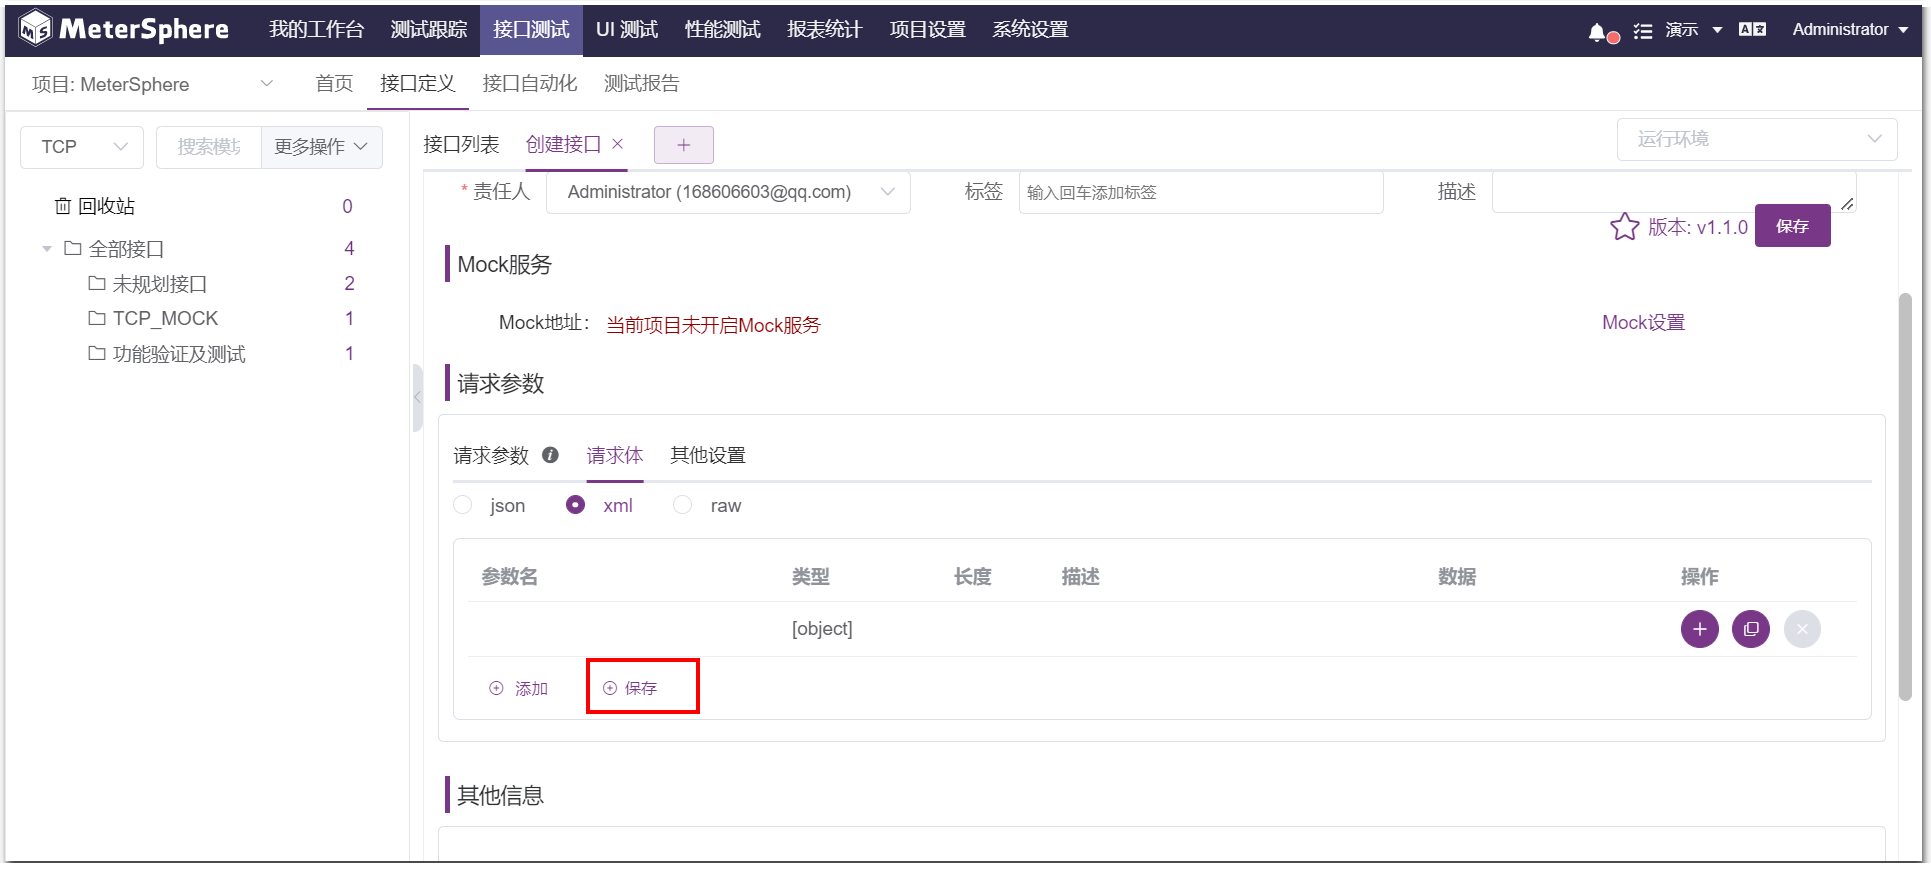 MeterSphere 我的工作台 测试跟踪 接口测试 UI 测试 性能测试 报表统计 项目设置 系统设置 演示 Administrator
项目: MeterSphere 首页 接口定义 接口自动化 测试报告
TCP 搜索模块 更多操作 接口列表 创建接口 运行环境
* 责任人 Administrator (168606603@qq.com) 标签 输入回车添加标签 描述
回收站 0
版本: v1.1.0 保存
全部接口 4
Mock服务
未规划接口 2
TCP_MOCK 1
Mock地址: 当前项目未开启Mock服务 Mock设置
功能验证及测试 1
请求参数
请求参数 请求体 其他设置
json xml raw
参数名 类型 长度 描述 数据 操作
[object]
添加 保存
其他信息